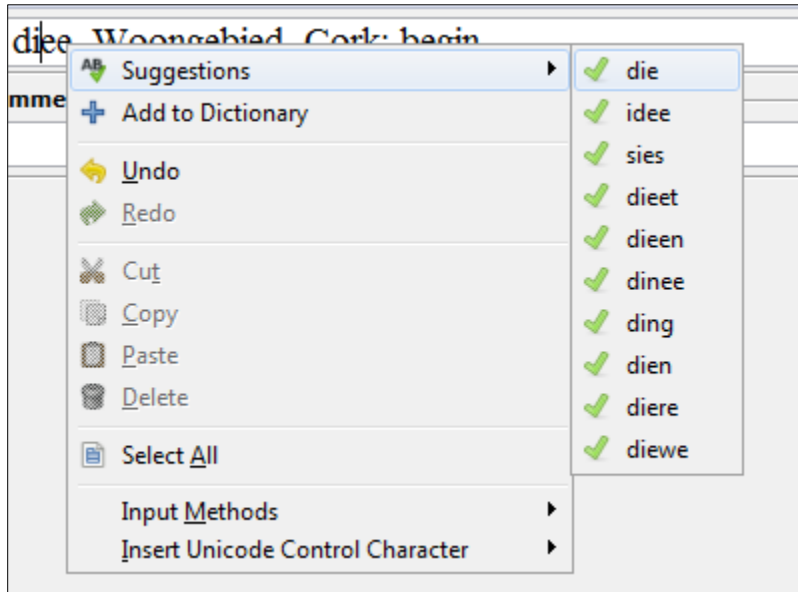 diee, Woongebied, Cork: begin
mme
Suggestions
Add to Dictionary
Undo
Redo
Cut
Copy
Paste
Delete
Select All
Input Methods
Insert Unicode Control Character
die
idee
sies
dieet
dieen
dinee
ding
dien
diere
diewe